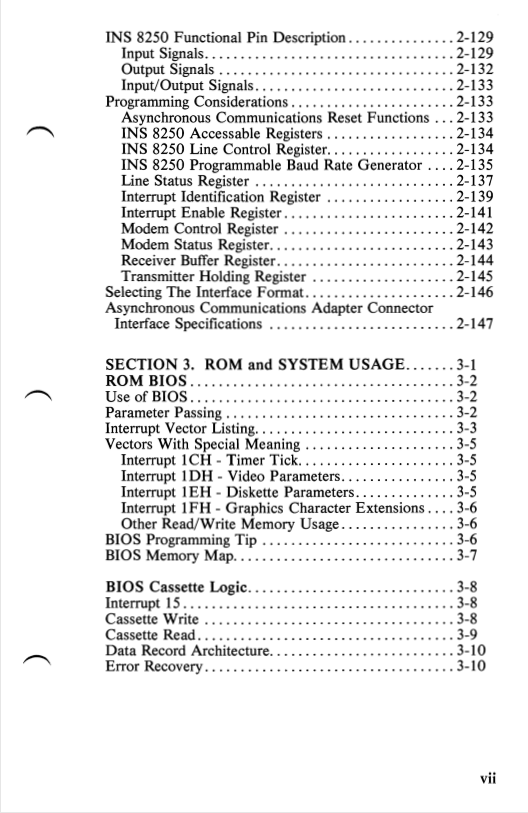 INS 8250 Functional Pin Description...............2-129
Input Signals..................................2-129
Output Signals ................................2-132
Input/Output Signals...........................2-133
Programming Considerations.......................2-133
Asynchronous Communications Reset Functions ...2-133
INS 8250 Accessable Registers ..................2-134
INS 8250 Line Control Register..................2-134
INS 8250 Programmable Baud Rate Generator ....2-135
Line Status Register ............................2-137
Interrupt Identification Register ..................2-139
Interrupt Enable Register........................2-141
Modem Control Register ........................2-142
Modem Status Register..........................2-143
Receiver Buffer Register.........................2-144
Transmitter Holding Register ....................2-145
Selecting The Interface Format.....................2-146
Asynchronous Communications Adapter Connector
Interface Specifications ..........................2-147
SECTION 3. ROM and SYSTEM USAGE.......3-1
ROM BIOS.....................................3-2
Use of BIOS.....................................3-2
Parameter Passing ................................3-2
Interrupt Vector Listing............................3-3
Vectors With Special Meaning .....................3-5
Interrupt 1CH - Timer Tick......................3-5
Interrupt 1DH - Video Parameters................3-5
Interrupt 1EH - Diskette Parameters..............3-5
Interrupt 1FH - Graphics Character Extensions....3-6
Other Read/Write Memory Usage................3-6
BIOS Programming Tip ...........................3-6
BIOS Memory Map...............................3-7
BIOS Cassette Logic.............................3-8
Interrupt 15......................................3-8
Cassette Write ...................................3-8
Cassette Read....................................3-9
Data Record Architecture..........................3-10
Error Recovery...................................3-10
vii